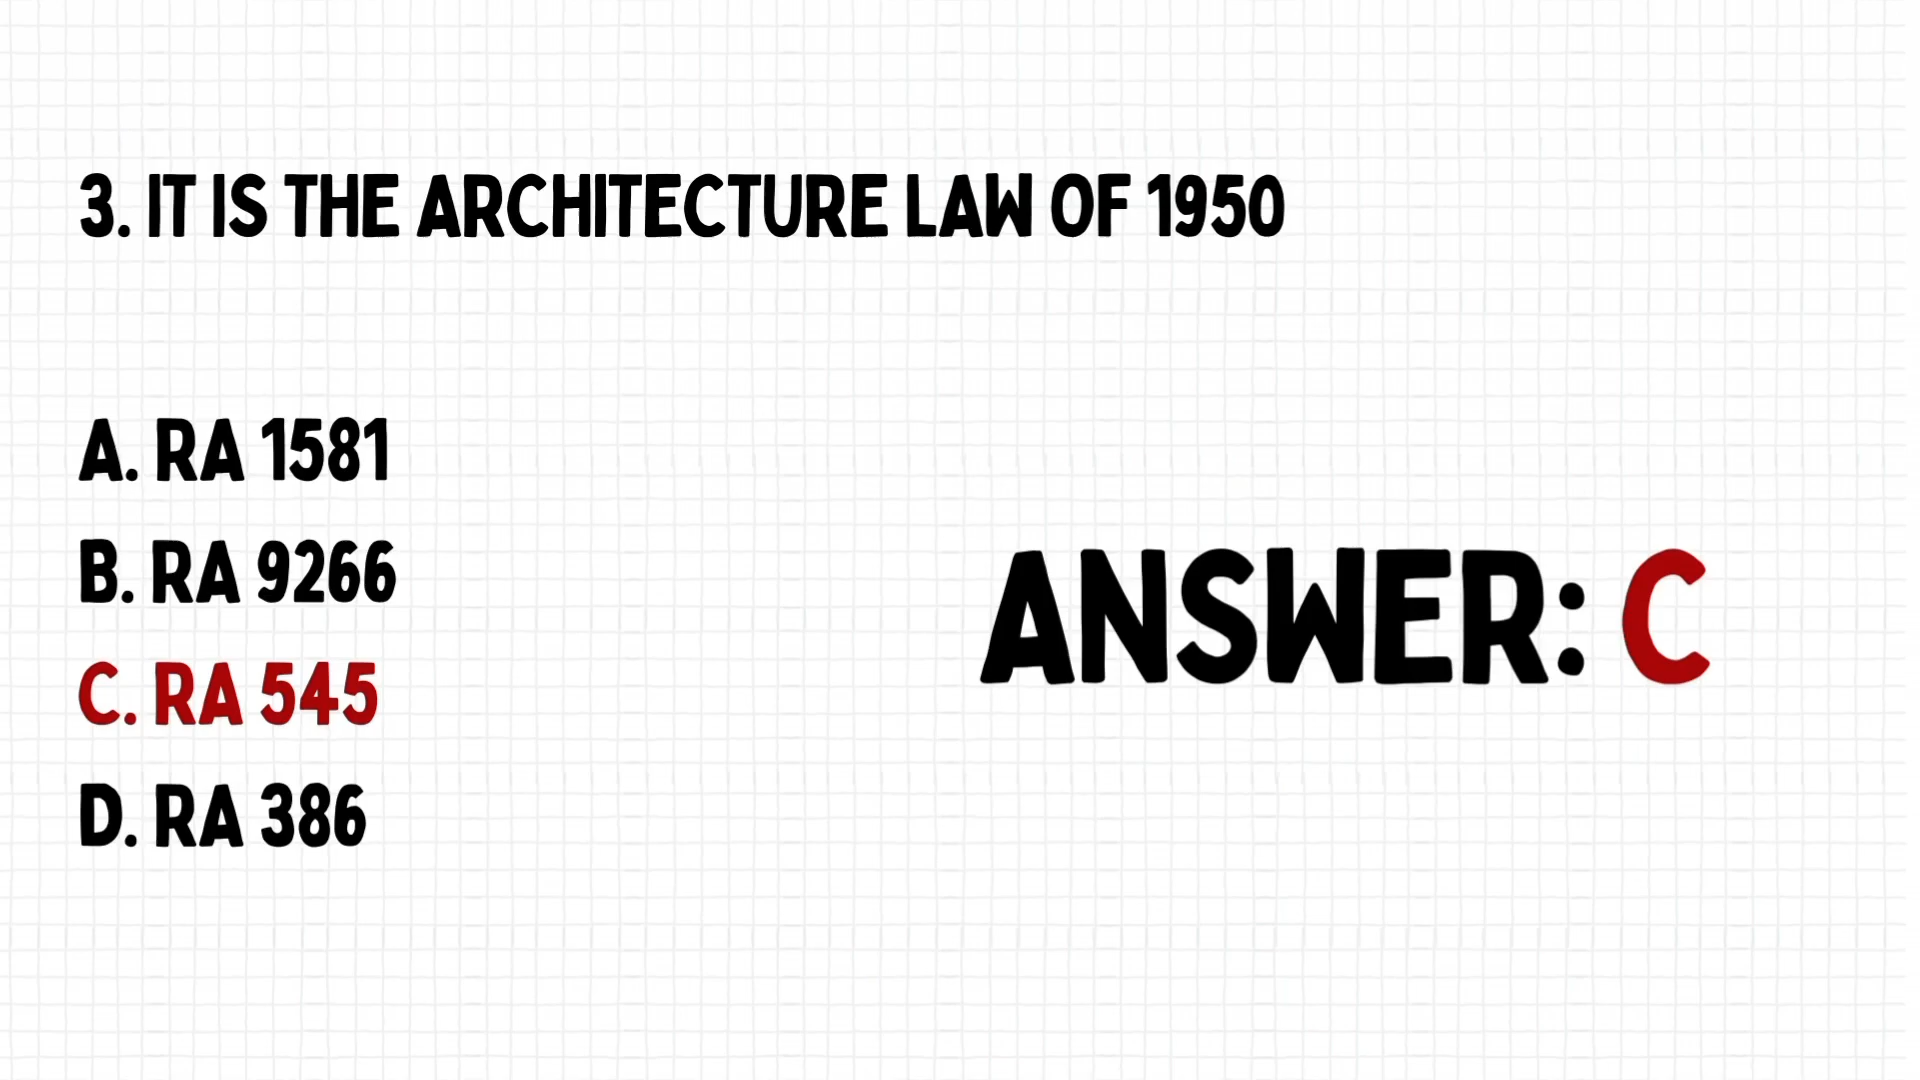 3. IT IS THE ARCHITECTURE LAW OF 1950
A. RA 1581
B. RA 9266
C. RA 545
D. RA 386
ANSWER: C